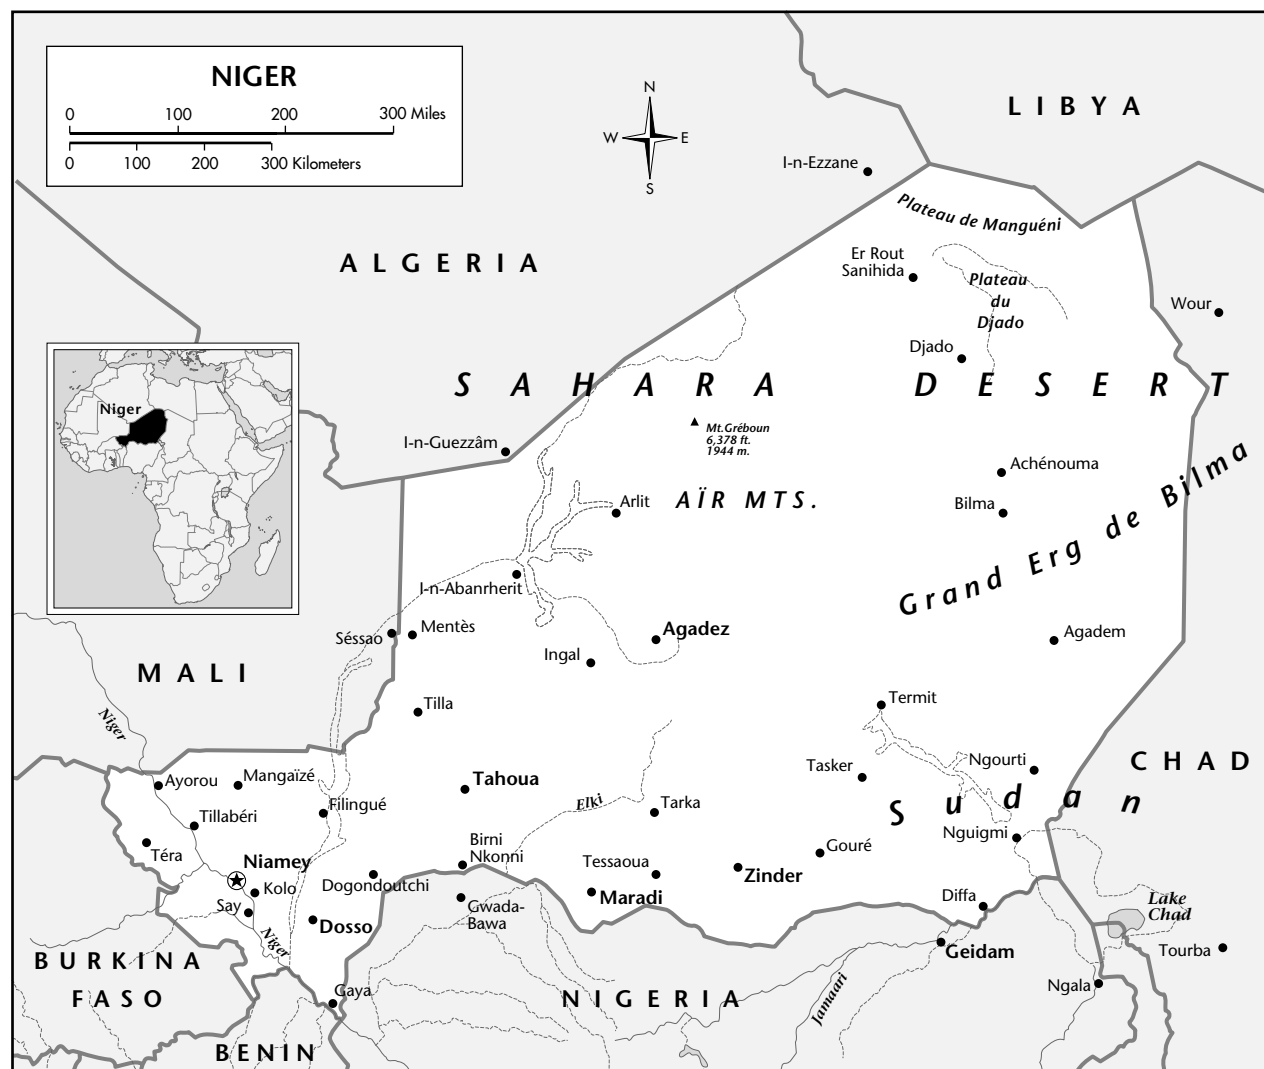 NIGER
0 100 200 300 Miles
0 100 200 300 Kilometers
N
W E
S
LIBYA
I-n-Ezzane
Plateau de Manguéni
ALGERIA
Er Rout
Sanihida
Plateau
du
Djado
Wour
Djado
SAHARA DESERT
Niger
Mt.Gréboun
6,378 ft.
1944 m.
I-n-Guezzâm
Achénouma
Grand Erg de Bilma
Arlit
AÏR MTS.
Bilma
I-n-Abanrherit
Séssao
Mentès
Agadez
Agadem
Ingal
MALI
Tilla
Termit
Niger
CHAD
Ngourti
Tasker
Ayorou
Mangaïzé
Tahoua
Sudan
Elki
Tarka
Filingué
Tillabéri
Nguigmi
Téra
Birni
Nkonni
Gouré
Niamey
Tessaoua
Zinder
Kolo
Dogondoutchi
Maradi
Diffa
Lake
Chad
Say
Gwada-
Bawa
Dosso
Niger
Geidam
Tourba
BURKINA
FASO
Gaya
NIGERIA
Jamaari
Ngala
BENIN